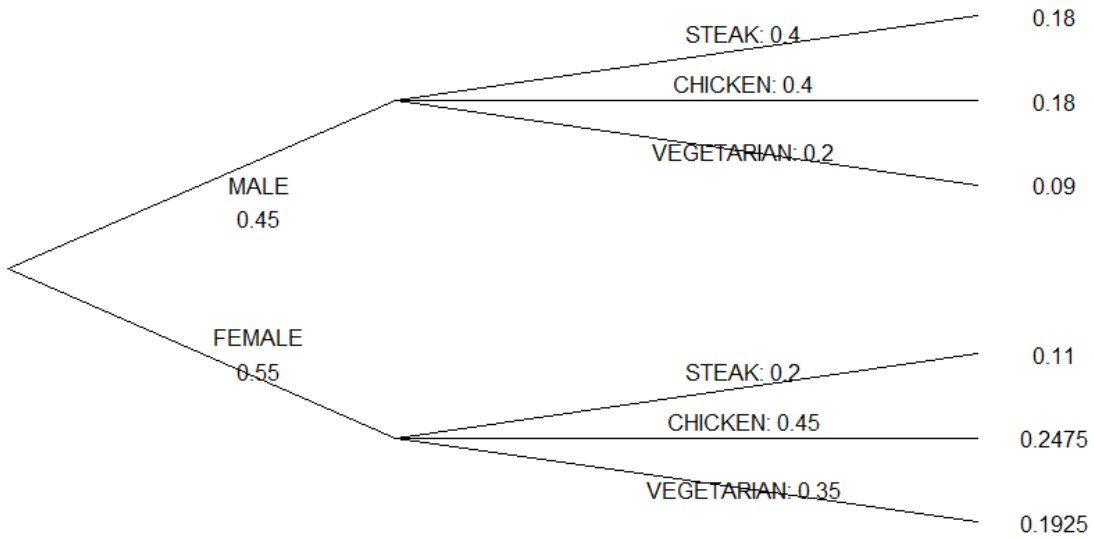 STEAK: 0.4
0.18
CHICKEN: 0.4
0.18
VEGETARIAN: 0.2
0.09
MALE
0.45
FEMALE
0.55
STEAK: 0.2
0.11
CHICKEN: 0.45
0.2475
VEGETARIAN: 0.35
0.1925